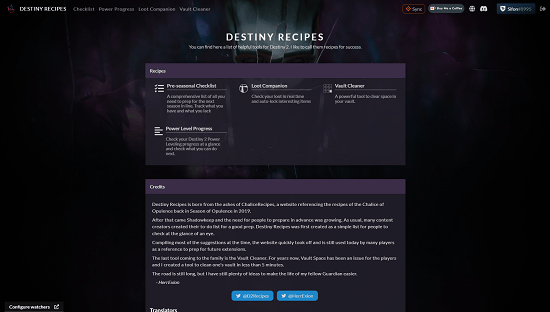 DESTINY RECIPES Checklist Power Progress Loot Companion Vault Cleaner Sync Buy Me a Coffee
DESTINY RECIPES
You can find here a list of helpful tools for Destiny 2. I like to call them recipes for success.
Recipes
Pre-seasonal Checklist
A comprehensive list of all you
need to prep for the next
season in line. Track what you
have and what you lack
Loot Companion
Check your loot in real time
and auto-lock interesting items
Vault Cleaner
A powerful tool to clear space in
your vault.
Power Level Progress
Check your Destiny 2 Power
Leveling progress at a glance
and check what you can do
next.
Credits
Destiny Recipes is born from the ashes of ChaliceRecipes, a website referencing the recipes of the Chalice of
Opulence back in Season of Opulence in 2019.
After that came Shadowkeep and the need for people to prepare in advance was growing. As usual, many content
creators created their to do list for a good prep. Destiny Recipes was first created as a simple list for people to
check at the glance of an eye.
Compiling most of the suggestions at the time, the website quickly took off and is still used today by many players
as a reference to prep for future extensions.
The last tool coming to the family is the Vault Cleaner. For years now, Vault Space has been an issue for the players
and I created a tool to clean one's vault in less than 5 minutes.
The road is still long, but I have still plenty of ideas to make the life of my fellow Guardian easier.
- HerrEskion
@D2Recipes @HerrEskion
Configure watchers
Translators